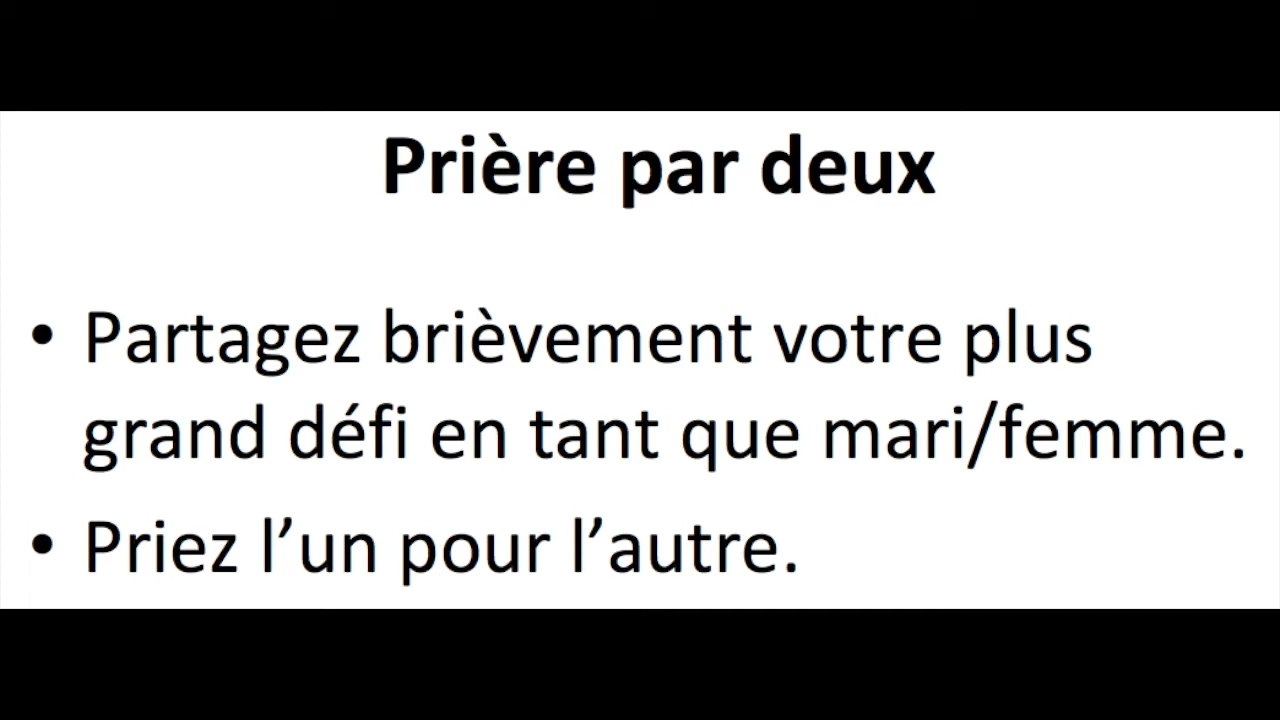 Prière par deux
• Partagez brièvement votre plus
grand défi en tant que mari/femme.
• Priez l’un pour l’autre.